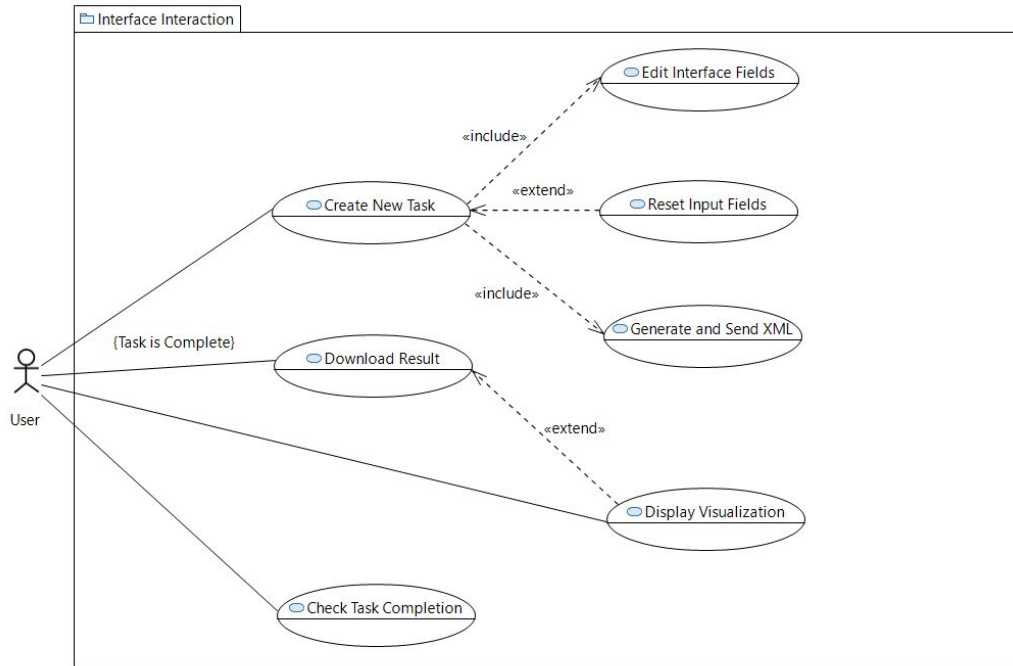 Interface Interaction
Edit Interface Fields
«include»
«extend»
Create New Task
Reset Input Fields
«include»
Generate and Send XML
{Task is Complete}
Download Result
User
«extend»
Display Visualization
Check Task Completion